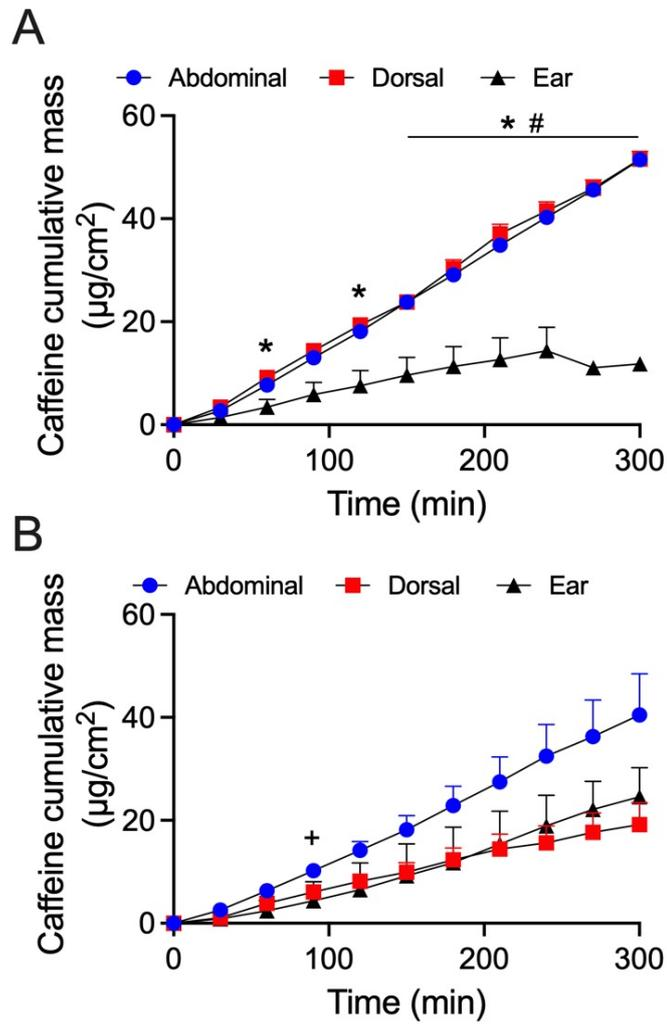 A
Abdominal Dorsal Ear
Caffeine cumulative mass
(µg/cm²)
60
40
20
0
* #
*
*
0 100 200 300
Time (min)
B
Abdominal Dorsal Ear
Caffeine cumulative mass
(µg/cm²)
60
40
20
0
+
0 100 200 300
Time (min)